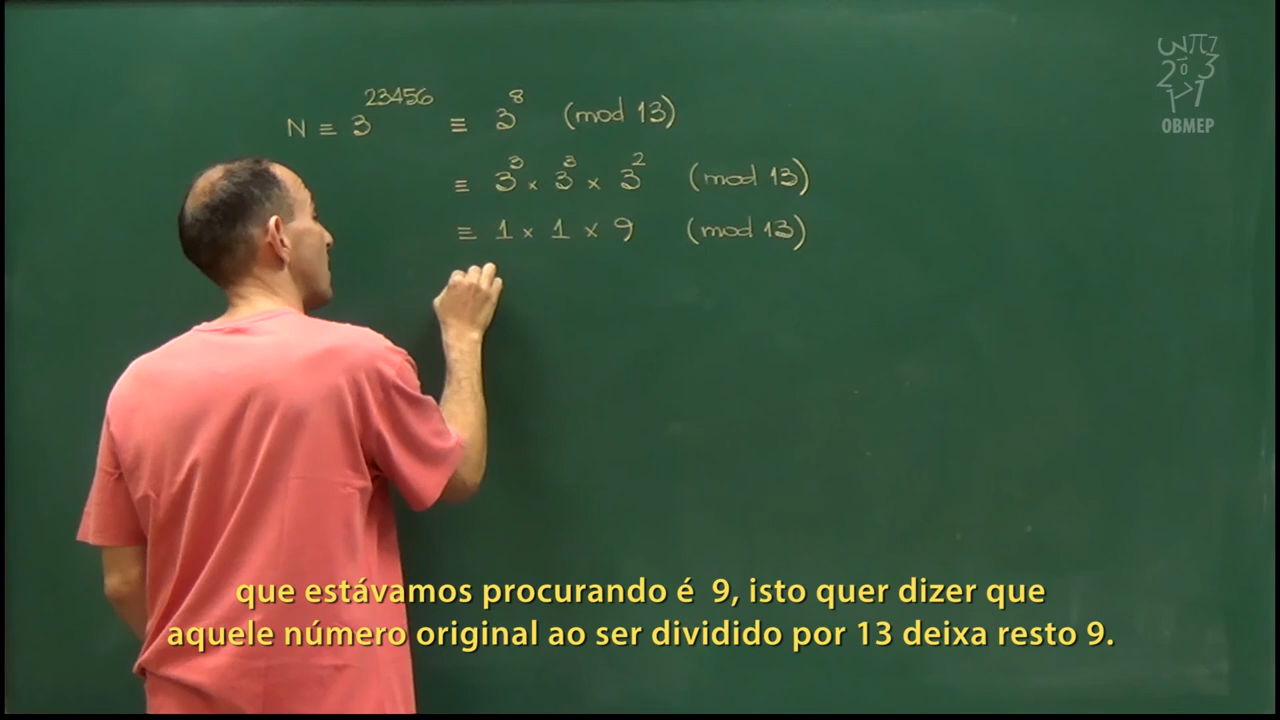 N ≡ 3^23456 ≡ 3^8 (mod 13)
≡ 3^3 × 3^3 × 3^2 (mod 13)
≡ 1 × 1 × 9 (mod 13)
OBMEP
que estávamos procurando é 9, isto quer dizer que
aquele número original ao ser dividido por 13 deixa resto 9.